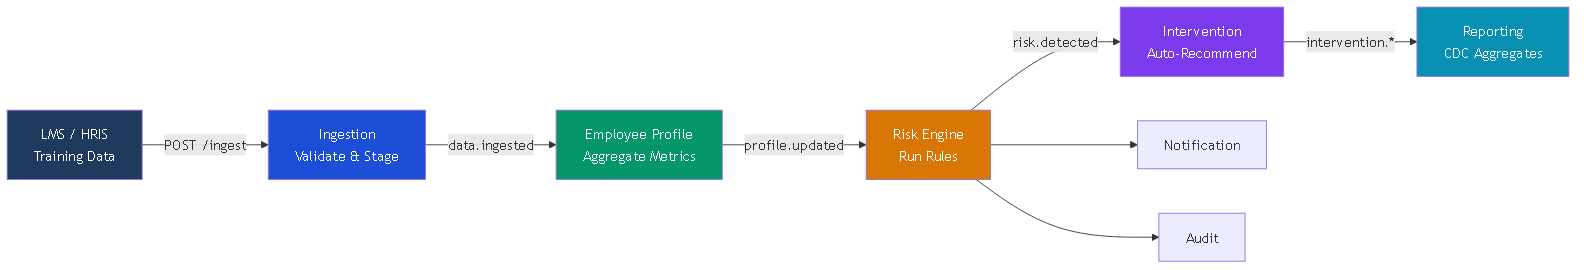 LMS / HRIS
Training Data
POST /ingest
Ingestion
Validate & Stage
data.ingested
Employee Profile
Aggregate Metrics
profile.updated
Risk Engine
Run Rules
risk.detected
Intervention
Auto-Recommend
intervention.*
Reporting
CDC Aggregates
Notification
Audit